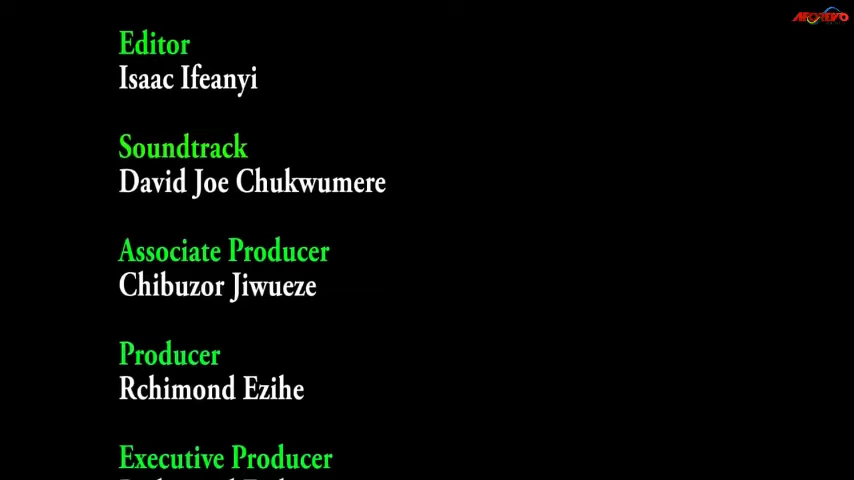 Editor
Isaac Ifeanyi
Soundtrack
David Joe Chukwumere
Associate Producer
Chibuzor Jiwueze
Producer
Rchimond Ezihe
Executive Producer